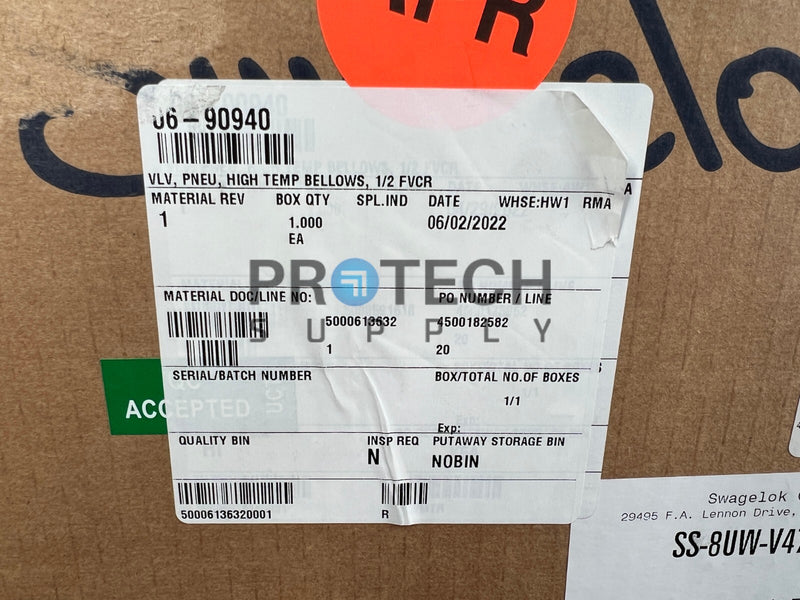 06-90940
VLV, PNEU, HIGH TEMP BELLOWS, 1/2 FVCR
MATERIAL REV BOX QTY SPL.IND DATE WHSE:HW1 RMA
1 1.000 06/02/2022
EA
PROTECH
SUPPLY
MATERIAL DOC/LINE NO: PO NUMBER / LINE
5000613632 4500182582
1 20
SERIAL/BATCH NUMBER BOX/TOTAL NO.OF BOXES
1/1
ACCEPTED
Exp:
QUALITY BIN INSP REQ PUTAWAY STORAGE BIN
N NOBIN
50006136320001 R
Swagelok
29495 F.A. Lennon Drive,
SS-8UW-V47